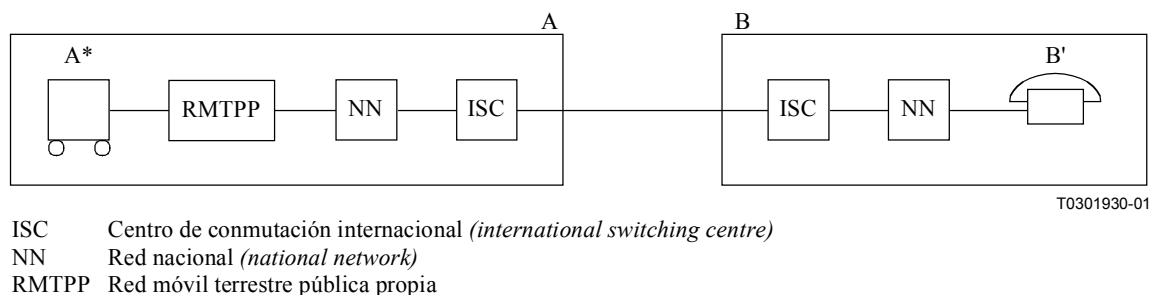 A B
A* B'
RMTPP NN ISC ISC NN
T0301930-01
ISC Centro de conmutación internacional (international switching centre)
NN Red nacional (national network)
RMTPP Red móvil terrestre pública propia